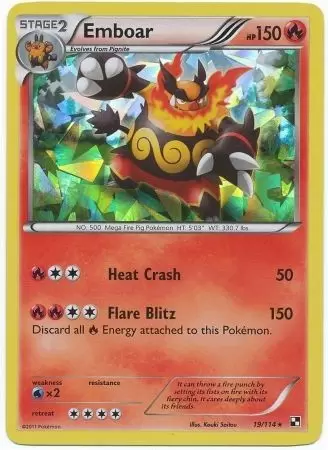 STAGE2 Emboar HP150
Evolves from Pignite
NO. 500 Mega Fire Pig Pokémon HT. 5'03" WT. 330.7 lbs.
Heat Crash 50
Flare Blitz 150
Discard all Energy attached to this Pokémon.
weakness resistance
×2
retreat
It can throw a fire punch by
setting its fists on fire with its
fiery chin. It cares deeply about
its friends.
©2011 Pokémon Illus. Kouki Saitou 19/114★